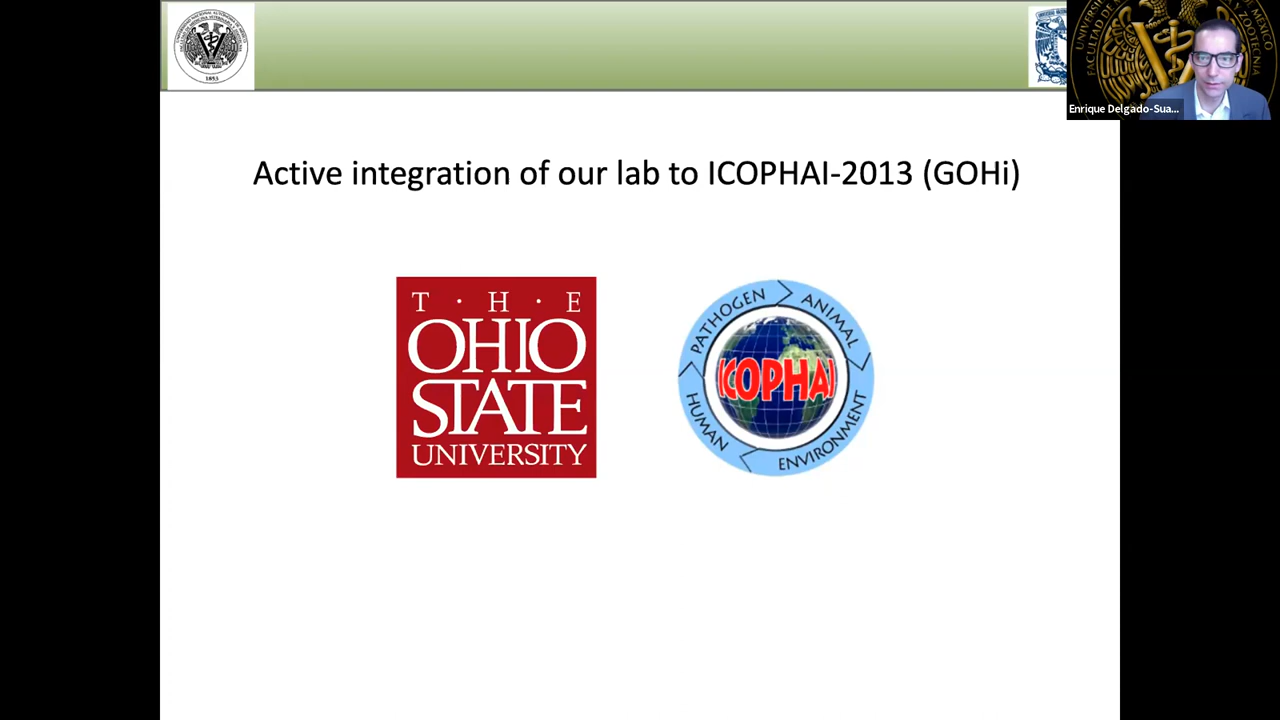 1853
Enrique Delgado-Sua...
Active integration of our lab to ICOPHAI-2013 (GOHi)
T · H · E
OHIO
STATE
UNIVERSITY
PATHOGEN
ANIMAL
ICOPHAI
HUMAN
ENVIRONMENT